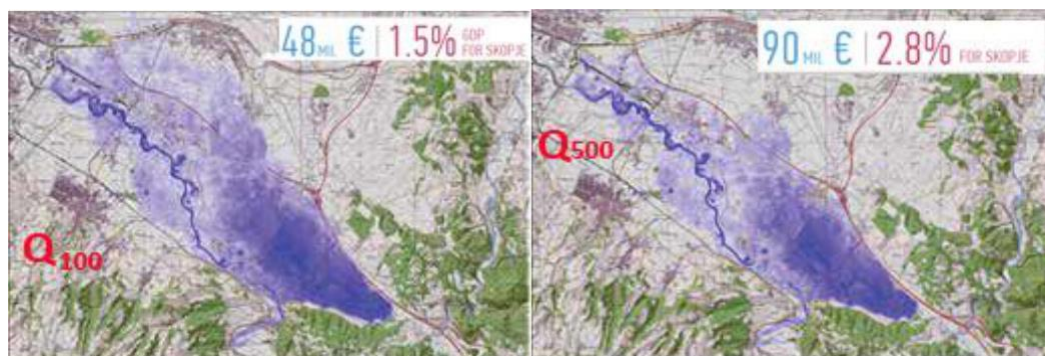 48 MIL € | 1.5% GDP FOR SKOPJE
Q100
90 MIL € | 2.8% FOR SKOPJE
Q500